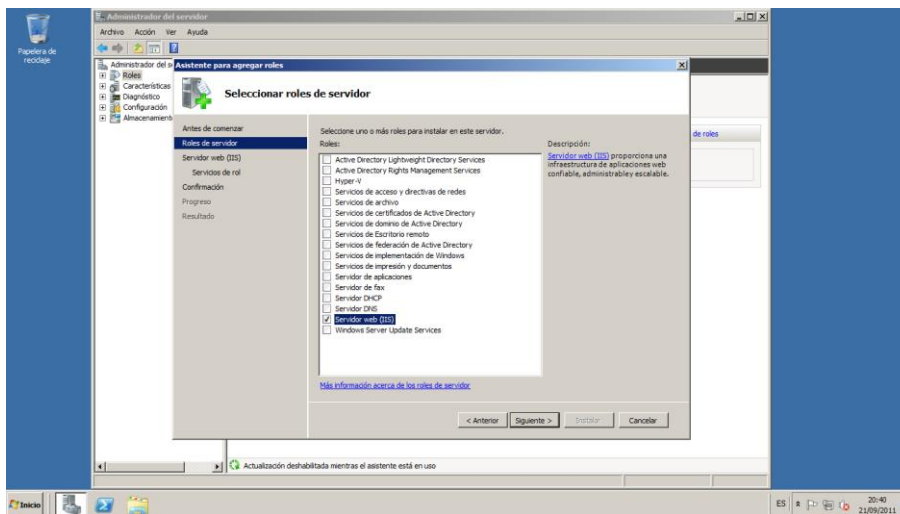 Papelera de
reciclaje
Administrador del servidor
Archivo Acción Ver Ayuda
Administrador del s
Roles
Características
Diagnóstico
Configuración
Almacenamiento
Asistente para agregar roles
Seleccionar roles de servidor
Antes de comenzar
Roles de servidor
Servidor web (IIS)
Servicios de rol
Confirmación
Progreso
Resultado
Seleccione uno o más roles para instalar en este servidor.
Roles:
Active Directory Lightweight Directory Services
Active Directory Rights Management Services
Hyper-V
Servicios de acceso y directivas de redes
Servicios de archivo
Servicios de certificados de Active Directory
Servicios de dominio de Active Directory
Servicios de Escritorio remoto
Servicios de federación de Active Directory
Servicios de implementación de Windows
Servicios de impresión y documentos
Servidor de aplicaciones
Servidor de fax
Servidor DHCP
Servidor DNS
Servidor web (IIS)
Windows Server Update Services
Más información acerca de los roles de servidor
Descripción:
Servidor web (IIS) proporciona una
infraestructura de aplicaciones web
confiable, administrable y escalable.
de roles
< Anterior
Siguiente >
Instalar
Cancelar
Actualización deshabilitada mientras el asistente está en uso
Inicio
ES
20:40
21/09/2011